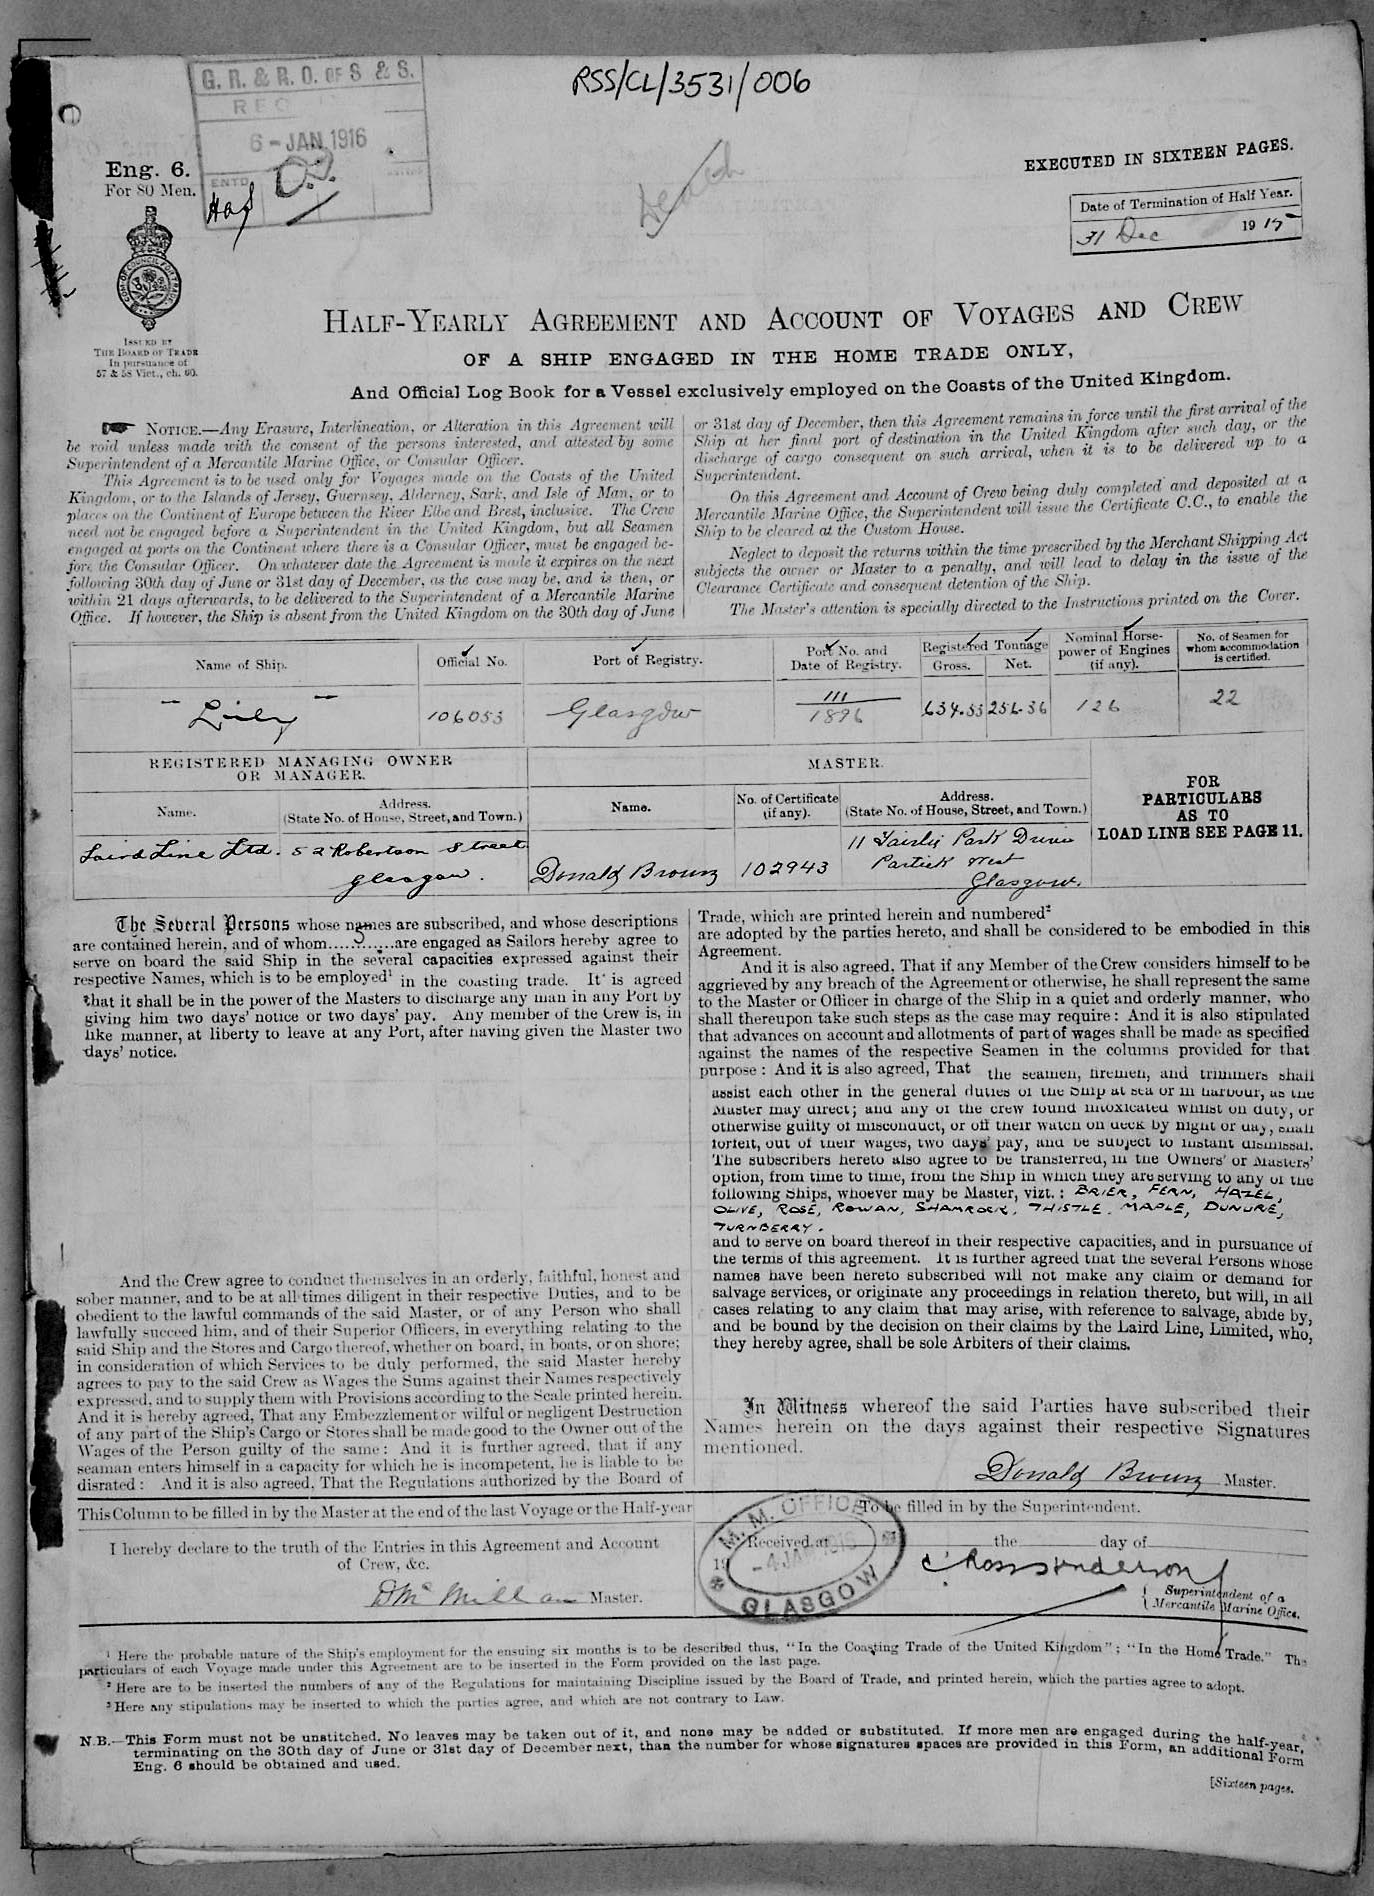 RSS/CL/3531/006
G. R. & R. O. OF S & S.
REC
6 - JAN 1916
ENTD
Eng. 6.
For 80 Men.
EXECUTED IN SIXTEEN PAGES.
Date of Termination of Half Year.
31 Dec 1915
Death
COM. OF COUNCIL FOR TRADE
ISSUED BY
THE BOARD OF TRADE
In pursuance of
57 & 58 Vict., ch. 60.
HALF-YEARLY AGREEMENT AND ACCOUNT OF VOYAGES AND CREW
OF A SHIP ENGAGED IN THE HOME TRADE ONLY,
And Official Log Book for a Vessel exclusively employed on the Coasts of the United Kingdom.
NOTICE.—Any Erasure, Interlineation, or Alteration in this Agreement will
be void unless made with the consent of the persons interested, and attested by some
Superintendent of a Mercantile Marine Office, or Consular Officer.
This Agreement is to be used only for Voyages made on the Coasts of the United
Kingdom, or to the Islands of Jersey, Guernsey, Alderney, Sark, and Isle of Man, or to
places on the Continent of Europe between the River Elbe and Brest, inclusive. The Crew
need not be engaged before a Superintendent in the United Kingdom, but all Seamen
engaged at ports on the Continent where there is a Consular Officer, must be engaged be-
fore the Consular Officer. On whatever date the Agreement is made it expires on the next
following 30th day of June or 31st day of December, as the case may be, and is then, or
within 21 days afterwards, to be delivered to the Superintendent of a Mercantile Marine
Office. If however, the Ship is absent from the United Kingdom on the 30th day of June
or 31st day of December, then this Agreement remains in force until the first arrival of the
Ship at her final port of destination in the United Kingdom after such day, or the
discharge of cargo consequent on such arrival, when it is to be delivered up to a
Superintendent.
On this Agreement and Account of Crew being duly completed and deposited at a
Mercantile Marine Office, the Superintendent will issue the Certificate C.C., to enable the
Ship to be cleared at the Custom House.
Neglect to deposit the returns within the time prescribed by the Merchant Shipping Act
subjects the owner or Master to a penalty, and will lead to delay in the issue of the
Clearance Certificate and consequent detention of the Ship.
The Master's attention is specially directed to the Instructions printed on the Cover.
Name of Ship. Official No. Port of Registry. Port No. and Date of Registry. Registered Tonnage Gross. Net. Nominal Horse-power of Engines (if any). No. of Seamen for whom accommodation is certified.
"Lily" 106053 Glasgow 111/1896 634.53 256.36 126 22
REGISTERED MANAGING OWNER OR MANAGER. MASTER.
Name. Address. (State No. of House, Street, and Town.) Name. No. of Certificate (if any). Address. (State No. of House, Street, and Town.)
FOR
PARTICULARS
AS TO
LOAD LINE SEE PAGE 11.
Laird Line Ltd. 52 Robertson Street Glasgow. Donald Brown 102943 11 Fairlie Park Drive Partick West Glasgow.
The Several Persons whose names are subscribed, and whose descriptions
are contained herein, and of whom 5 are engaged as Sailors hereby agree to
serve on board the said Ship in the several capacities expressed against their
respective Names, which is to be employed¹ in the coasting trade. It is agreed
that it shall be in the power of the Masters to discharge any man in any Port by
giving him two days' notice or two days' pay. Any member of the Crew is, in
like manner, at liberty to leave at any Port, after having given the Master two
days' notice.
And the Crew agree to conduct themselves in an orderly, faithful, honest and
sober manner, and to be at all times diligent in their respective Duties, and to be
obedient to the lawful commands of the said Master, or of any Person who shall
lawfully succeed him, and of their Superior Officers, in everything relating to the
said Ship and the Stores and Cargo thereof, whether on board, in boats, or on shore;
in consideration of which Services to be duly performed, the said Master hereby
agrees to pay to the said Crew as Wages the Sums against their Names respectively
expressed, and to supply them with Provisions according to the Scale printed herein.
And it is hereby agreed, That any Embezzlement or wilful or negligent Destruction
of any part of the Ship's Cargo or Stores shall be made good to the Owner out of the
Wages of the Person guilty of the same: And it is further agreed, that if any
seaman enters himself in a capacity for which he is incompetent, he is liable to be
disrated: And it is also agreed, That the Regulations authorized by the Board of
Trade, which are printed herein and numbered²
are adopted by the parties hereto, and shall be considered to be embodied in this
Agreement.
And it is also agreed, That if any Member of the Crew considers himself to be
aggrieved by any breach of the Agreement or otherwise, he shall represent the same
to the Master or Officer in charge of the Ship in a quiet and orderly manner, who
shall thereupon take such steps as the case may require: And it is also stipulated
that advances on account and allotments of part of wages shall be made as specified
against the names of the respective Seamen in the columns provided for that
purpose: And it is also agreed, That the seamen, firemen, and trimmers shall
assist each other in the general duties of the Ship at sea or in harbour, as the
Master may direct; and any of the crew found intoxicated whilst on duty, or
otherwise guilty of misconduct, or off their watch on deck by night or day, shall
forfeit, out of their wages, two days' pay, and be subject to instant dismissal.
The subscribers hereto also agree to be transferred, in the Owners' or Masters'
option, from time to time, from the Ship in which they are serving to any of the
following Ships, whoever may be Master, vizt.: BRIER, FERN, HAZEL,
OLIVE, ROSE, ROWAN, SHAMROCK, THISTLE. MAPLE, DUNURE,
TURNBERRY.
and to serve on board thereof in their respective capacities, and in pursuance of
the terms of this agreement. It is further agreed that the several Persons whose
names have been hereto subscribed will not make any claim or demand for
salvage services, or originate any proceedings in relation thereto, but will, in all
cases relating to any claim that may arise, with reference to salvage, abide by,
and be bound by the decision on their claims by the Laird Line, Limited, who,
they hereby agree, shall be sole Arbiters of their claims.
In Witness whereof the said Parties have subscribed their
Names herein on the days against their respective Signatures
mentioned.
Donald Brown Master.
This Column to be filled in by the Master at the end of the last Voyage or the Half-year
I hereby declare to the truth of the Entries in this Agreement and Account
of Crew, &c.
D McMillan Master.
To be filled in by the Superintendent.
Received at the day of
19
M. M. OFFICE
-4 JAN 1916
GLASGOW
Superintendent of a
Mercantile Marine Office.
¹ Here the probable nature of the Ship's employment for the ensuing six months is to be described thus, "In the Coasting Trade of the United Kingdom"; "In the Home Trade." The
particulars of each Voyage made under this Agreement are to be inserted in the Form provided on the last page.
² Here are to be inserted the numbers of any of the Regulations for maintaining Discipline issued by the Board of Trade, and printed herein, which the parties agree to adopt.
³ Here any stipulations may be inserted to which the parties agree, and which are not contrary to Law.
N.B.—This Form must not be unstitched. No leaves may be taken out of it, and none may be added or substituted. If more men are engaged during the half-year,
terminating on the 30th day of June or 31st day of December next, than the number for whose signatures spaces are provided in this Form, an additional Form
Eng. 6 should be obtained and used.
[Sixteen pages.